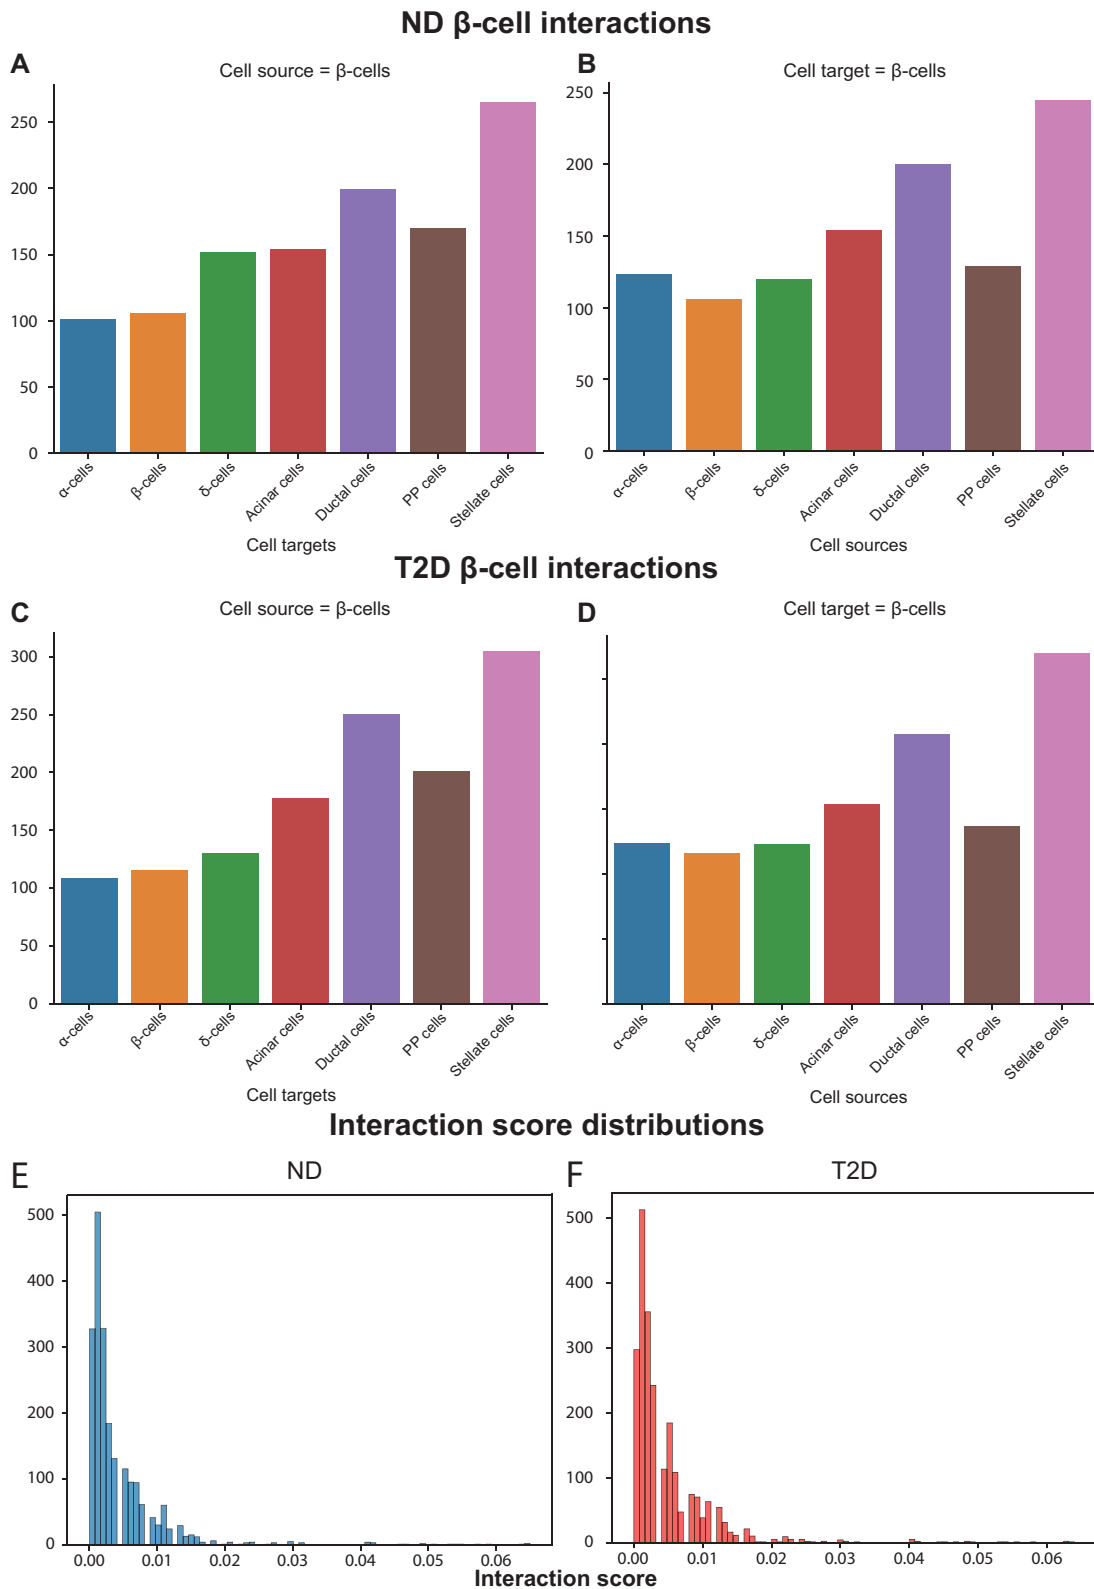 ND β-cell interactions
A
Cell source = β-cells
250
200
150
100
50
0
α-cells
β-cells
δ-cells
Acinar cells
Ductal cells
PP cells
Stellate cells
Cell targets
B
Cell target = β-cells
250
200
150
100
50
0
α-cells
β-cells
δ-cells
Acinar cells
Ductal cells
PP cells
Stellate cells
Cell sources
T2D β-cell interactions
C
Cell source = β-cells
300
250
200
150
100
50
0
α-cells
β-cells
δ-cells
Acinar cells
Ductal cells
PP cells
Stellate cells
Cell targets
D
Cell target = β-cells
α-cells
β-cells
δ-cells
Acinar cells
Ductal cells
PP cells
Stellate cells
Cell sources
Interaction score distributions
E
ND
500
400
300
200
100
0
0.00 0.01 0.02 0.03 0.04 0.05 0.06
F
T2D
500
400
300
200
100
0
0.00 0.01 0.02 0.03 0.04 0.05 0.06
Interaction score